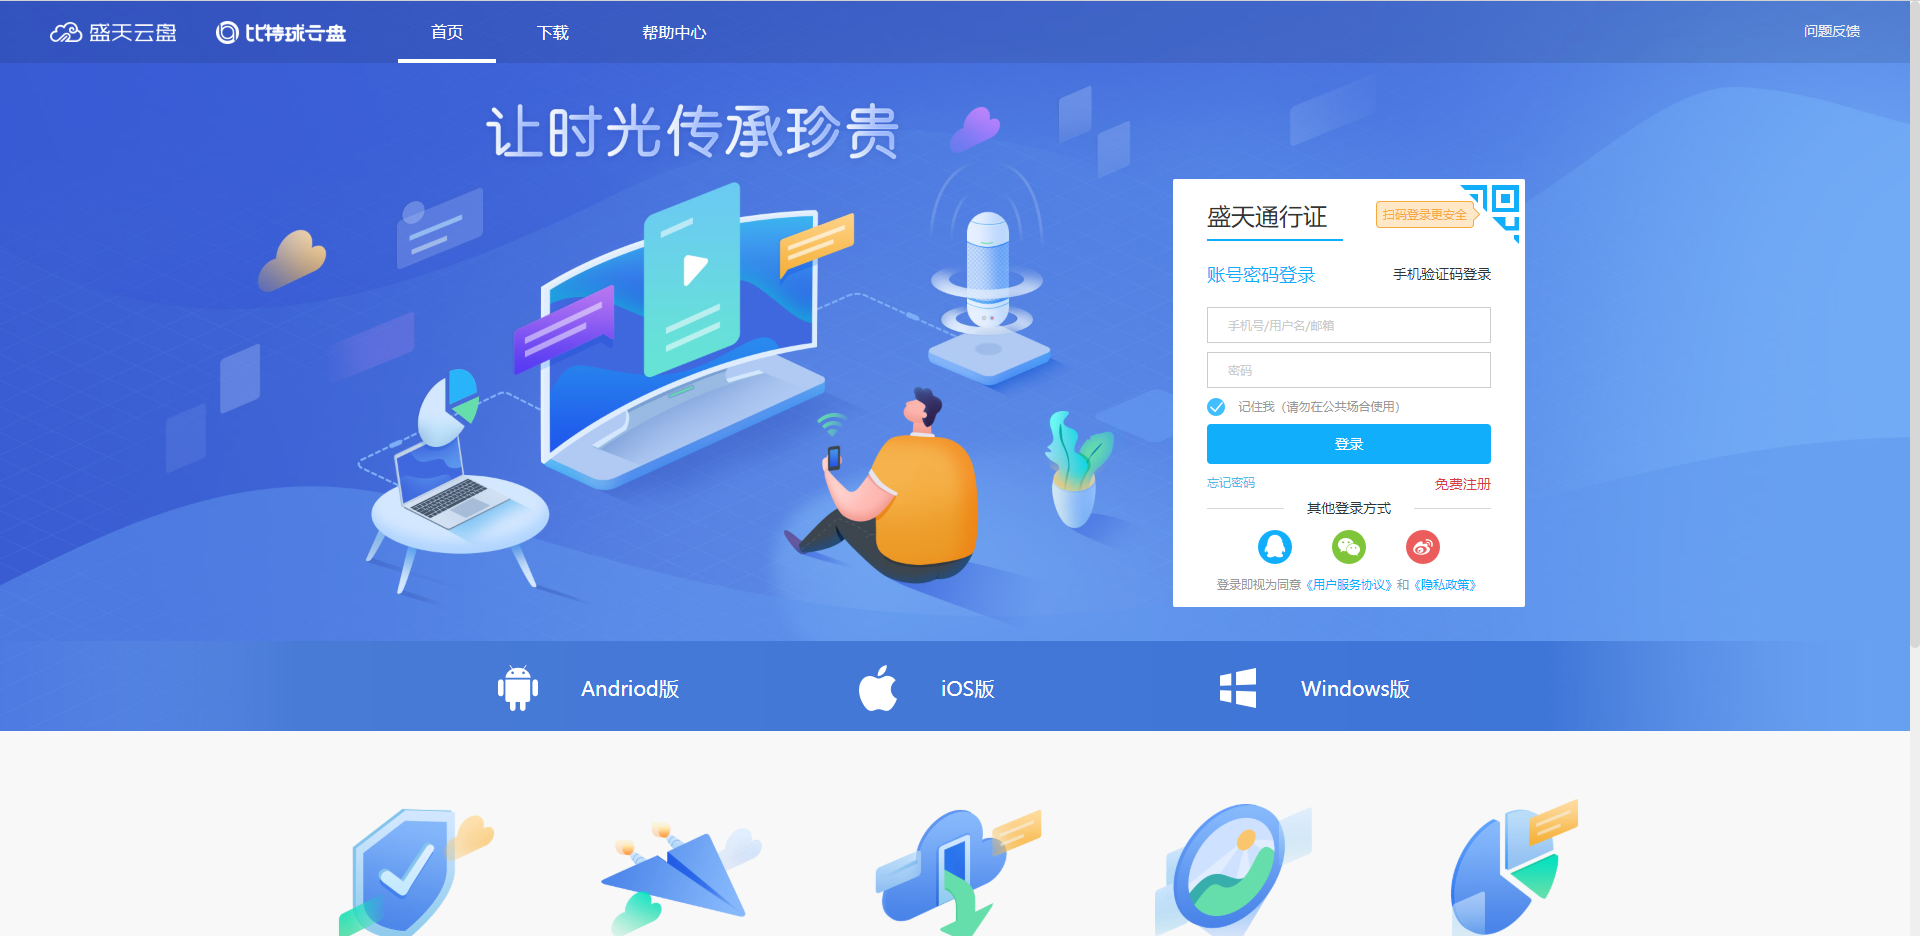 盛天云盘 比特球云盘 首页 下载 帮助中心 问题反馈
让时光传承珍贵
盛天通行证
扫码登录更安全
账号密码登录 手机验证码登录
手机号/用户名/邮箱
密码
记住我（请勿在公共场合使用）
登录
忘记密码 免费注册
其他登录方式
登录即视为同意《用户服务协议》和《隐私政策》
Andriod版 iOS版 Windows版